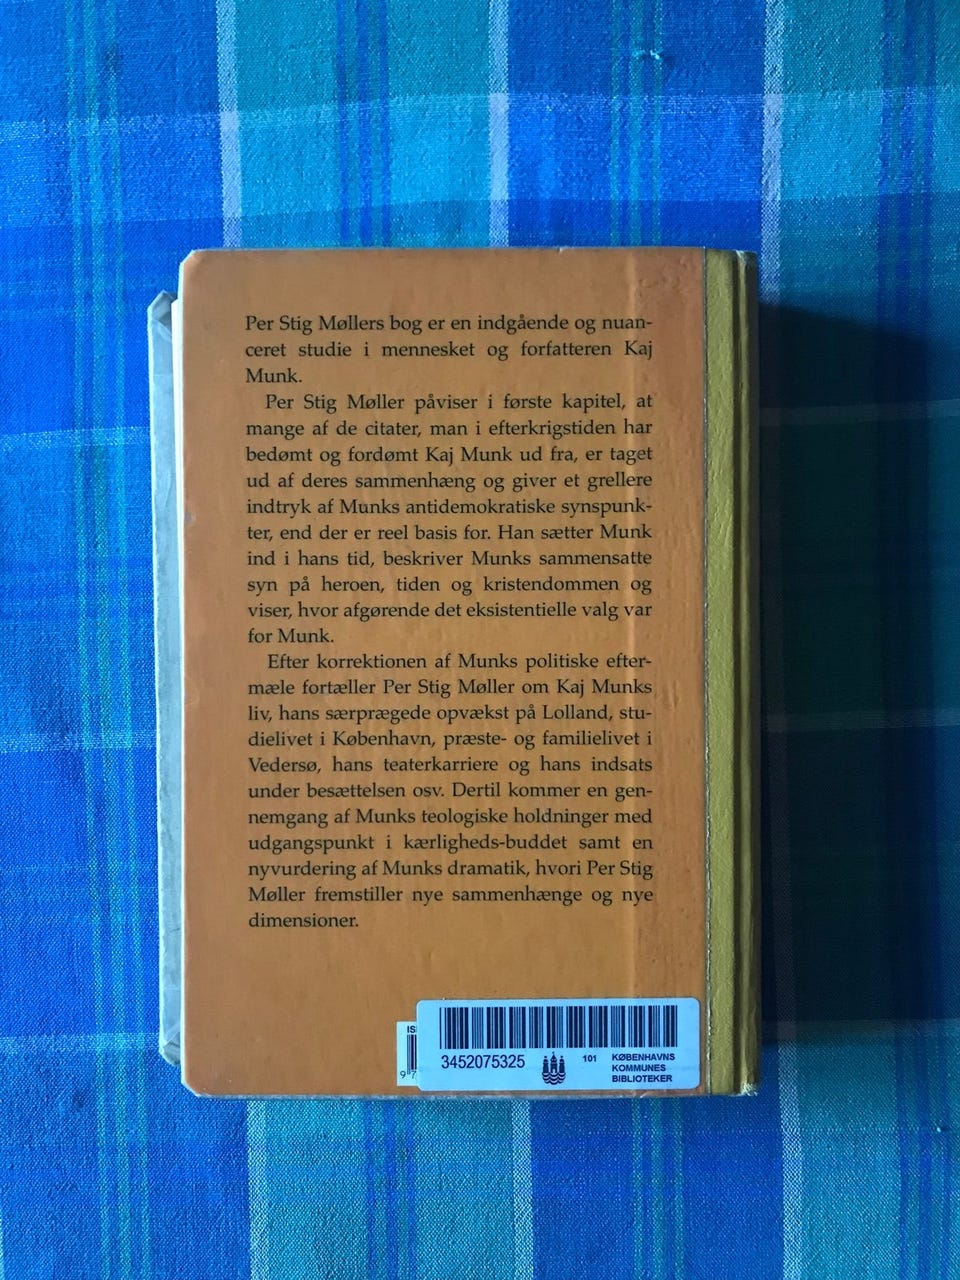 Per Stig Møllers bog er en indgående og nuan-
ceret studie i mennesket og forfatteren Kaj
Munk.
Per Stig Møller påviser i første kapitel, at
mange af de citater, man i efterkrigstiden har
bedømt og fordømt Kaj Munk ud fra, er taget
ud af deres sammenhæng og giver et grellere
indtryk af Munks antidemokratiske synspunk-
ter, end der er reel basis for. Han sætter Munk
ind i hans tid, beskriver Munks sammensatte
syn på heroen, tiden og kristendommen og
viser, hvor afgørende det eksistentielle valg var
for Munk.
Efter korrektionen af Munks politiske efter-
mæle fortæller Per Stig Møller om Kaj Munks
liv, hans særprægede opvækst på Lolland, stu-
dielivet i København, præste- og familielivet i
Vedersø, hans teaterkarriere og hans indsats
under besættelsen osv. Dertil kommer en gen-
nemgang af Munks teologiske holdninger med
udgangspunkt i kærligheds-buddet samt en
nyvurdering af Munks dramatik, hvori Per Stig
Møller fremstiller nye sammenhænge og nye
dimensioner.
IS
9 7
3452075325
101
KØBENHAVNS
KOMMUNES
BIBLIOTEKER